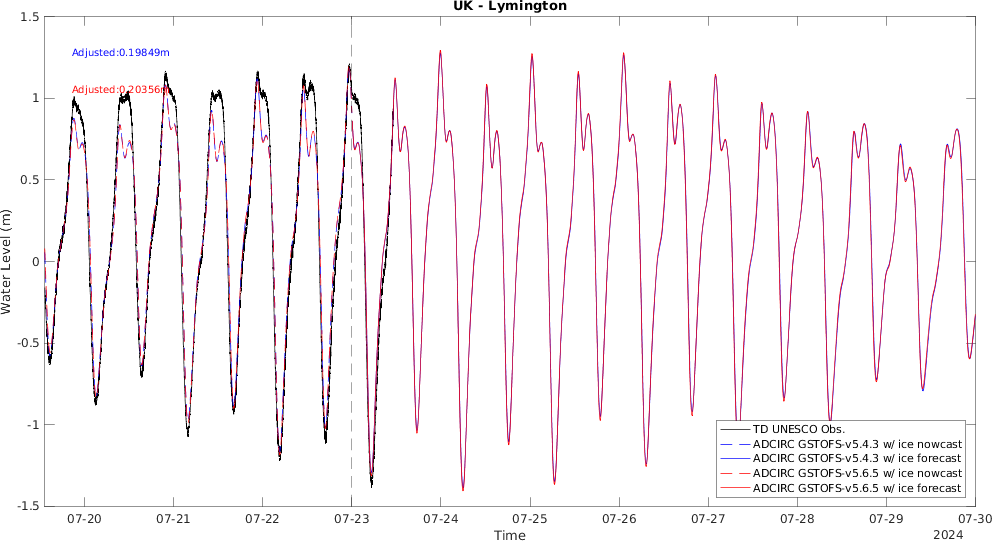 UK - Lymington
1.5
1
0.5
0
-0.5
-1
-1.5
Water Level (m)
Adjusted:0.19849m
Adjusted:0.20356m
TD UNESCO Obs.
ADCIRC GSTOFS-v5.4.3 w/ ice nowcast
ADCIRC GSTOFS-v5.4.3 w/ ice forecast
ADCIRC GSTOFS-v5.6.5 w/ ice nowcast
ADCIRC GSTOFS-v5.6.5 w/ ice forecast
07-20 07-21 07-22 07-23 07-24 07-25 07-26 07-27 07-28 07-29 07-30
Time
2024